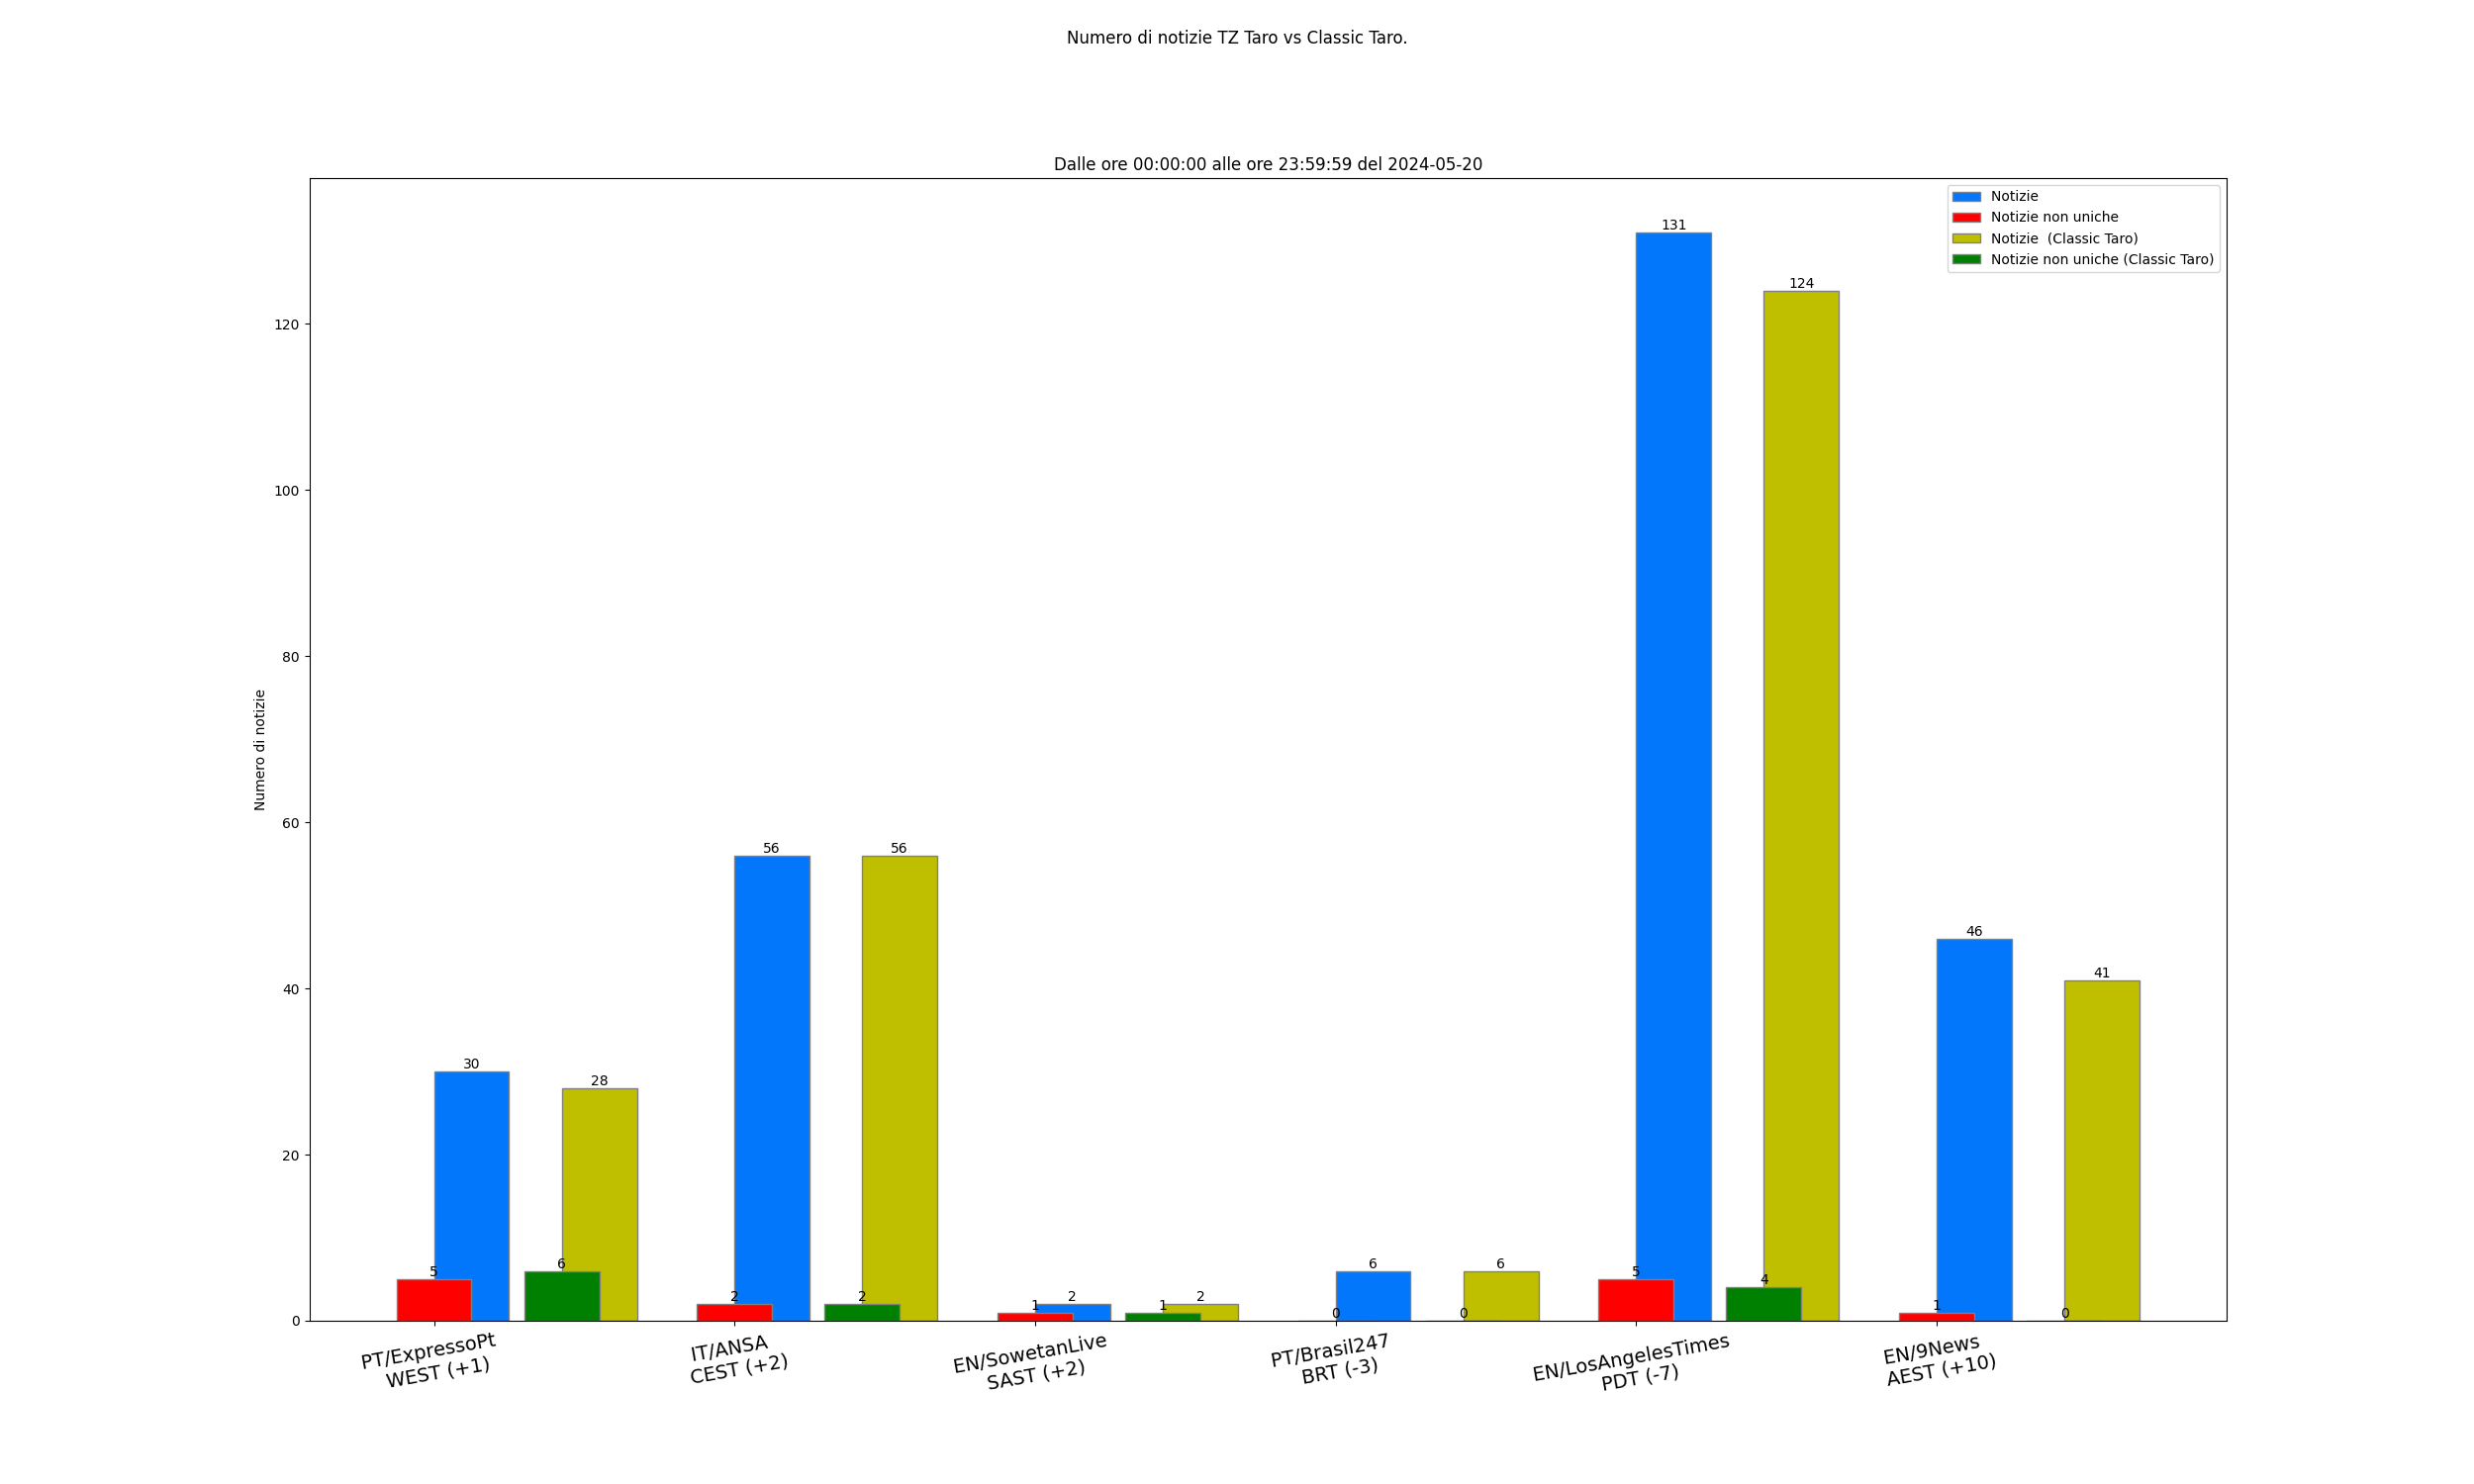 Numero di notizie TZ Taro vs Classic Taro.
Dalle ore 00:00:00 alle ore 23:59:59 del 2024-05-20
Notizie
Notizie non uniche
Notizie  (Classic Taro)
Notizie non uniche (Classic Taro)
Numero di notizie
120
100
80
60
40
20
0
5
30
6
28
2
56
2
56
1
2
1
2
0
6
0
6
5
131
4
124
1
46
0
41
PT/ExpressoPt
WEST (+1)
IT/ANSA
CEST (+2)
EN/SowetanLive
SAST (+2)
PT/Brasil247
BRT (-3)
EN/LosAngelesTimes
PDT (-7)
EN/9News
AEST (+10)